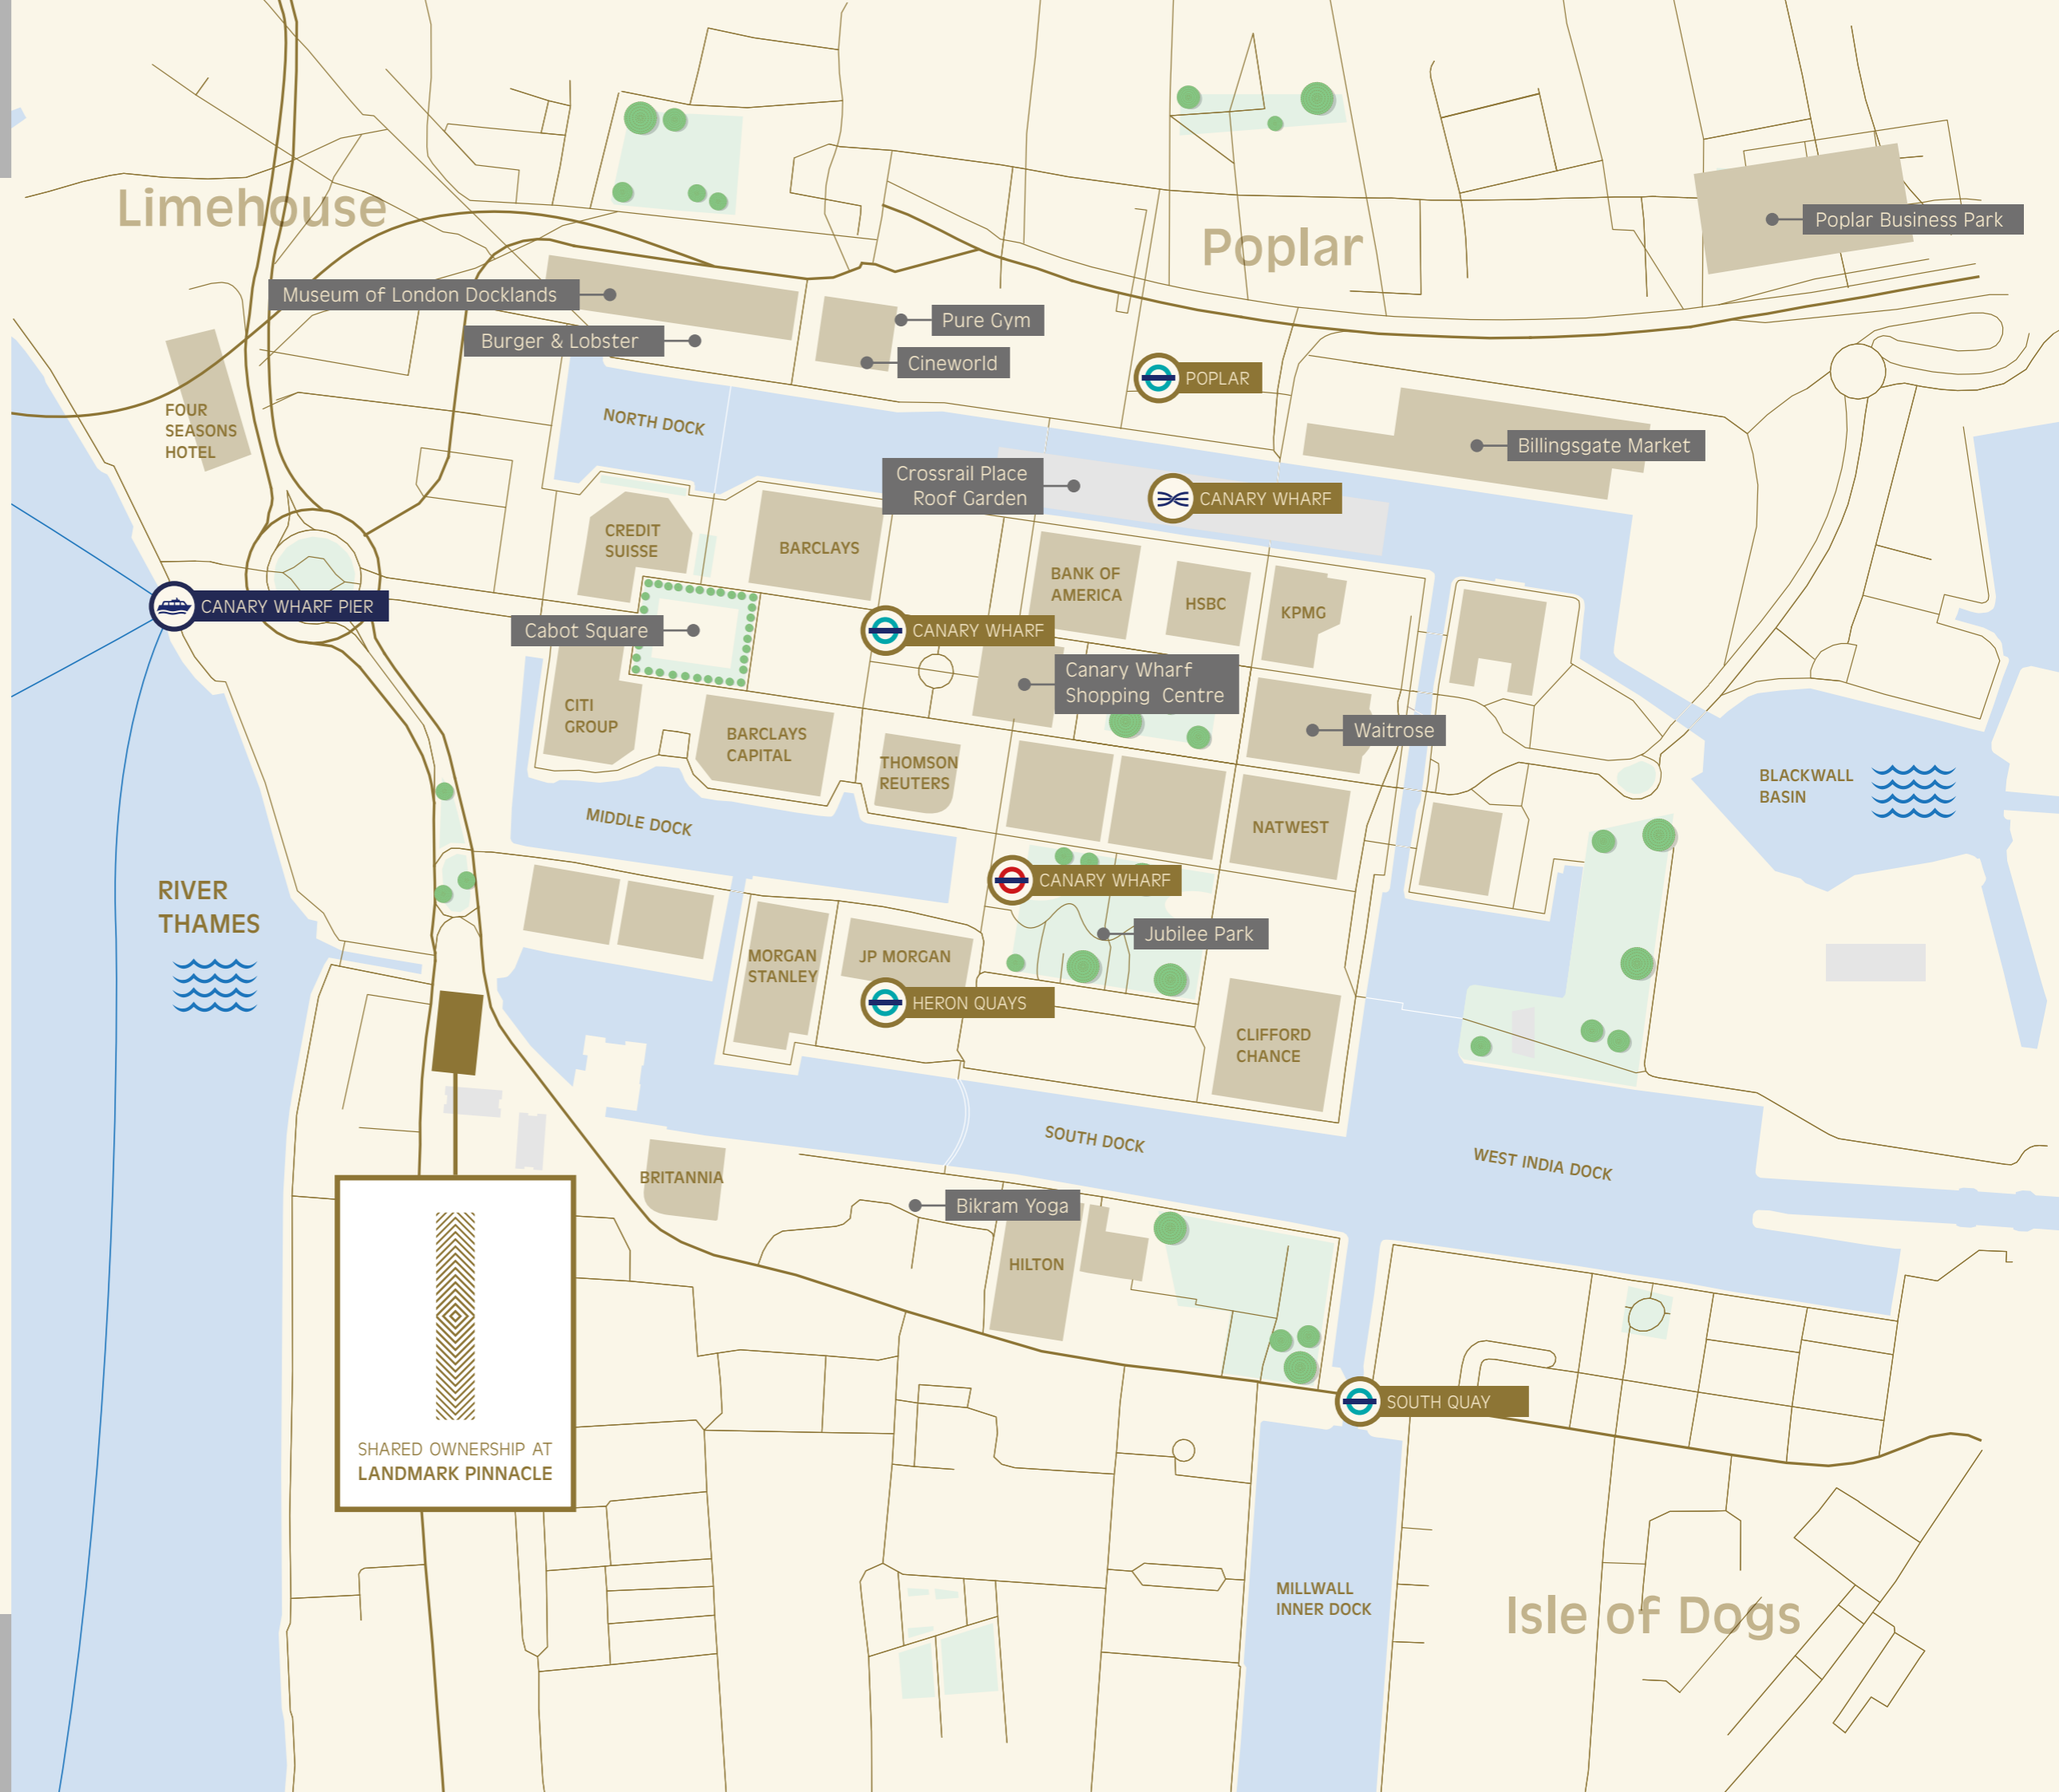 Limehouse
Poplar
Poplar Business Park
Museum of London Docklands
Pure Gym
Burger & Lobster
Cineworld
POPLAR
FOUR
SEASONS
HOTEL
NORTH DOCK
Billingsgate Market
Crossrail Place
Roof Garden
CANARY WHARF
CREDIT
SUISSE
BARCLAYS
BANK OF
AMERICA
HSBC
KPMG
CANARY WHARF PIER
Cabot Square
CANARY WHARF
Canary Wharf
Shopping Centre
CITI
GROUP
BARCLAYS
CAPITAL
Waitrose
THOMSON
REUTERS
BLACKWALL
BASIN
MIDDLE DOCK
NATWEST
RIVER
THAMES
CANARY WHARF
Jubilee Park
MORGAN
STANLEY
JP MORGAN
HERON QUAYS
CLIFFORD
CHANCE
SOUTH DOCK
WEST INDIA DOCK
BRITANNIA
Bikram Yoga
HILTON
SOUTH QUAY
SHARED OWNERSHIP AT
LANDMARK PINNACLE
MILLWALL
INNER DOCK
Isle of Dogs